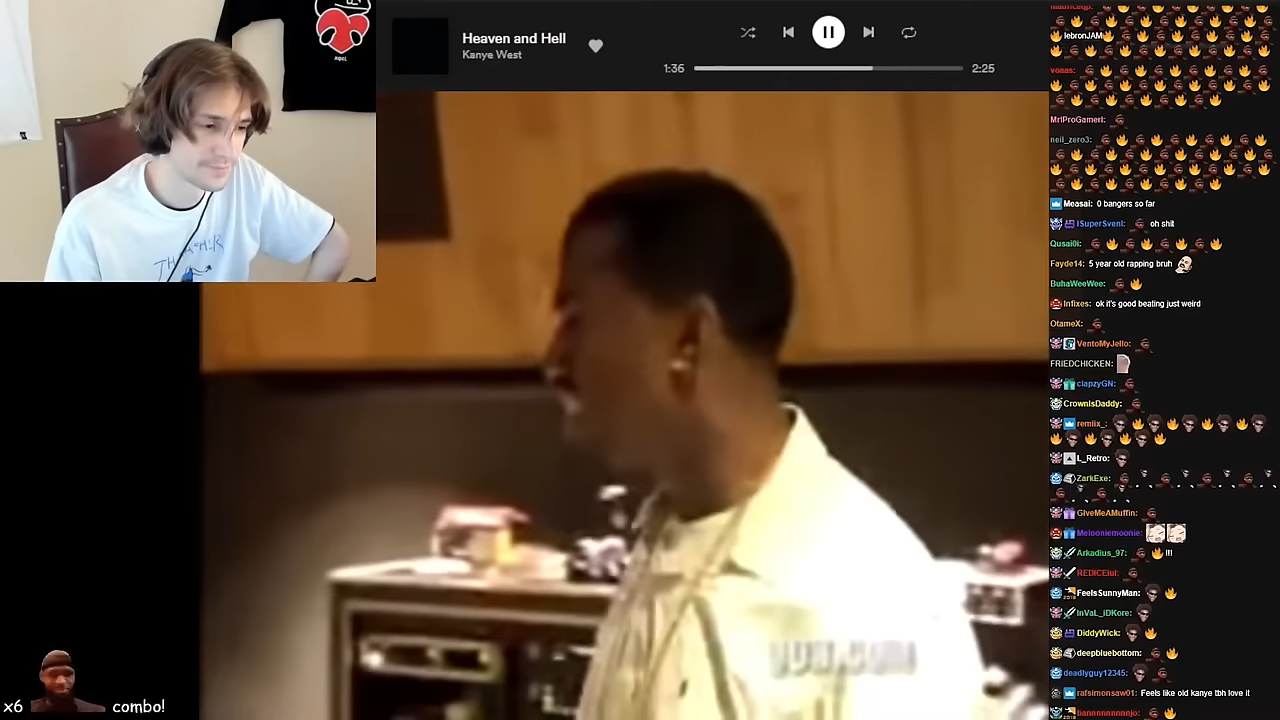 Heaven and Hell
Kanye West
1:36
2:25
lebronJAM
voaas:
MrIProGamerI:
neil_zero3:
Measai: 0 bangers so far
ISuperSvenI: oh shit
Qusai0i:
Fayde14: 5 year old rapping bruh
BuhaWeeWee:
Infixes: ok it's good beating just weird
OtameX:
VentoMyJello:
FRIEDCHICKEN:
clapzyGN:
CrownIsDaddy:
remiix_:
L_Retro:
ZarkExe:
GiveMeAMuffin:
Melooniemoonie:
Arkadius_97: !!!
REDICElul:
FeelsSunnyMan:
InVaL_iDKore:
DiddyWick:
deepbluebottom:
deadlyguy12345:
rafsimonsaw01: Feels like old kanye tbh love it
x6 combo!